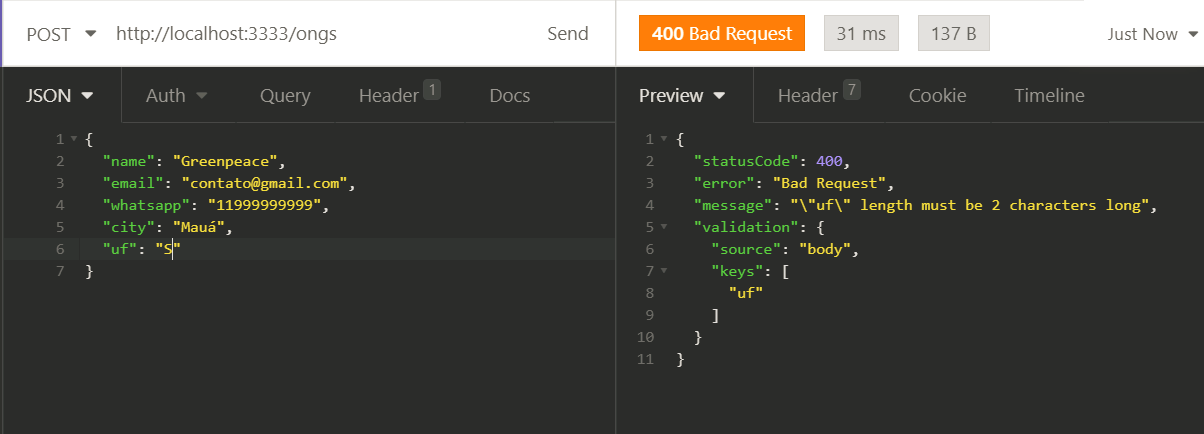 POST http://localhost:3333/ongs Send
400 Bad Request 31 ms 137 B Just Now
JSON Auth Query Header 1 Docs
1 {
2 "name": "Greenpeace",
3 "email": "contato@gmail.com",
4 "whatsapp": "11999999999",
5 "city": "Mauá",
6 "uf": "S"
7 }
Preview Header 7 Cookie Timeline
1 {
2 "statusCode": 400,
3 "error": "Bad Request",
4 "message": "\"uf\" length must be 2 characters long",
5 "validation": {
6 "source": "body",
7 "keys": [
8 "uf"
9 ]
10 }
11 }